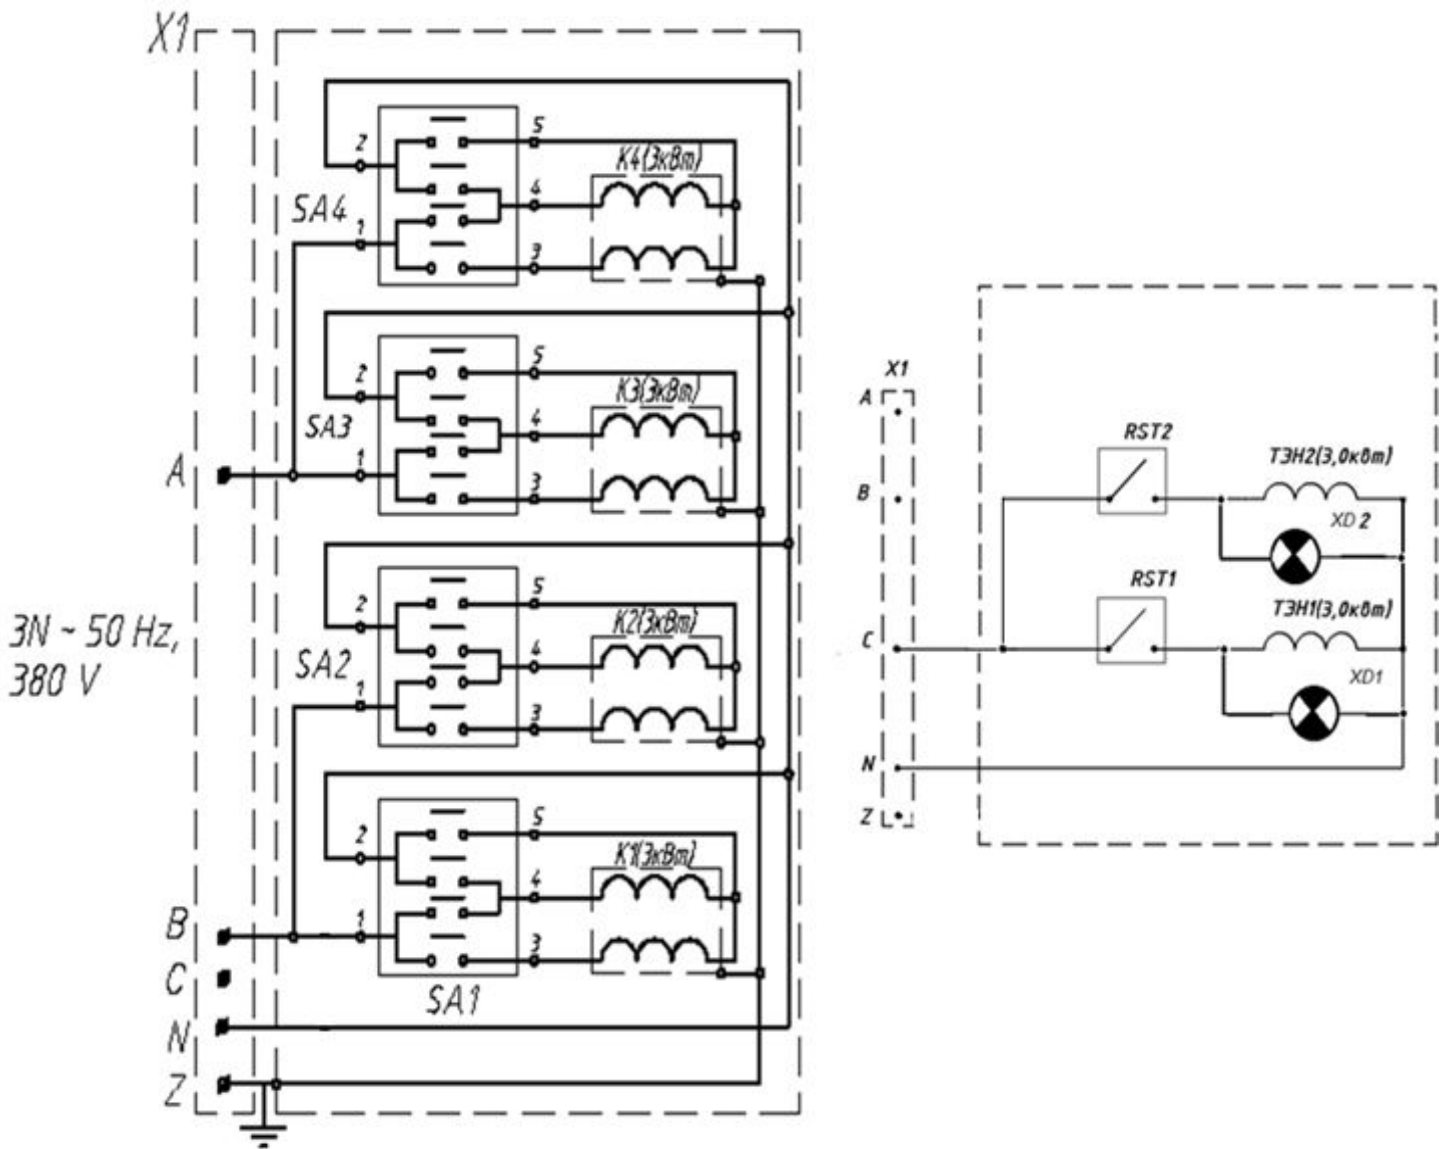 X1
2
5
K4(3кВт)
SA4
4
1
3
2
5
K3(3кВт)
SA3
4
A
1
3
2
5
K2(3кВт)
3N ~ 50 Hz,
380 V
SA2
4
1
3
2
5
K1(3кВт)
4
B
1
3
C
SA1
N
Z
X1
A
RST2
ТЭН2(3,0квт)
B
XD 2
RST1
ТЭН1(3,0квт)
C
XD1
N
Z